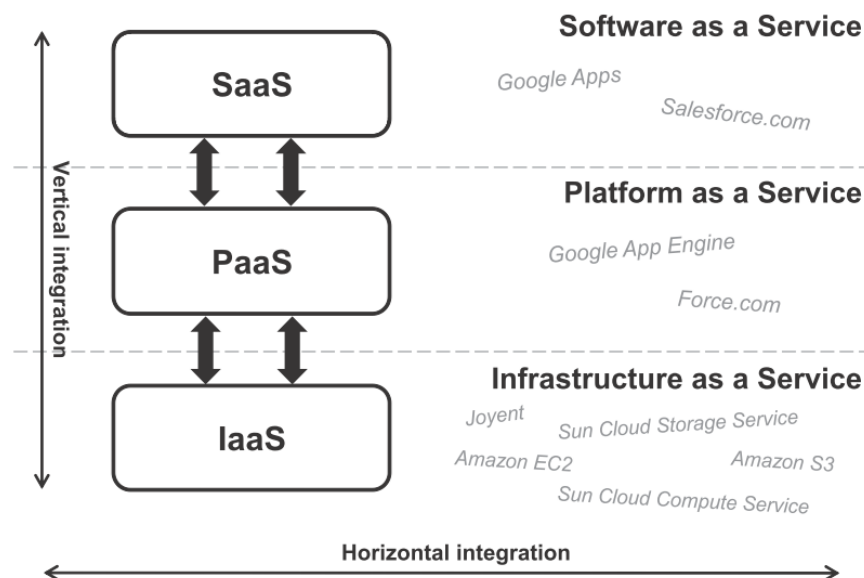 Software as a Service
SaaS
Google Apps
Salesforce.com
Vertical integration
Platform as a Service
PaaS
Google App Engine
Force.com
Infrastructure as a Service
IaaS
Joyent
Sun Cloud Storage Service
Amazon EC2
Amazon S3
Sun Cloud Compute Service
Horizontal integration